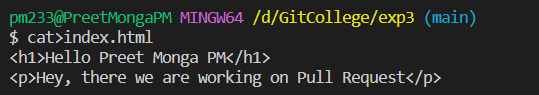 pm233@PreetMongaPM MINGW64 /d/GitCollege/exp3 (main)
$ cat>index.html
<h1>Hello Preet Monga PM</h1>
<p>Hey, there we are working on Pull Request</p>